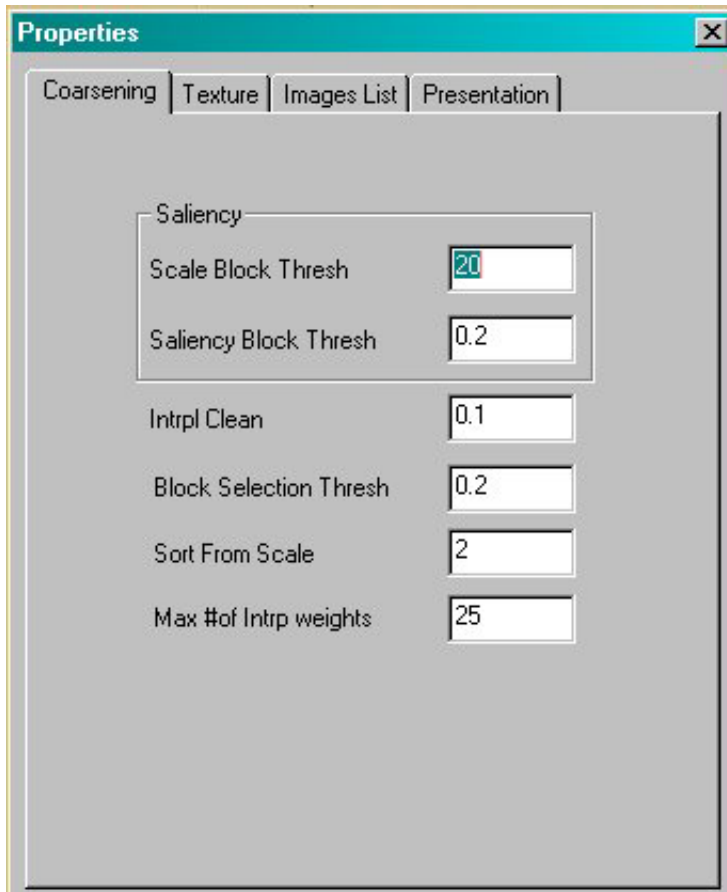 Properties
Coarsening Texture Images List Presentation
Saliency
Scale Block Thresh 20
Saliency Block Thresh 0.2
Intrpl Clean 0.1
Block Selection Thresh 0.2
Sort From Scale 2
Max #of Intrp weights 25